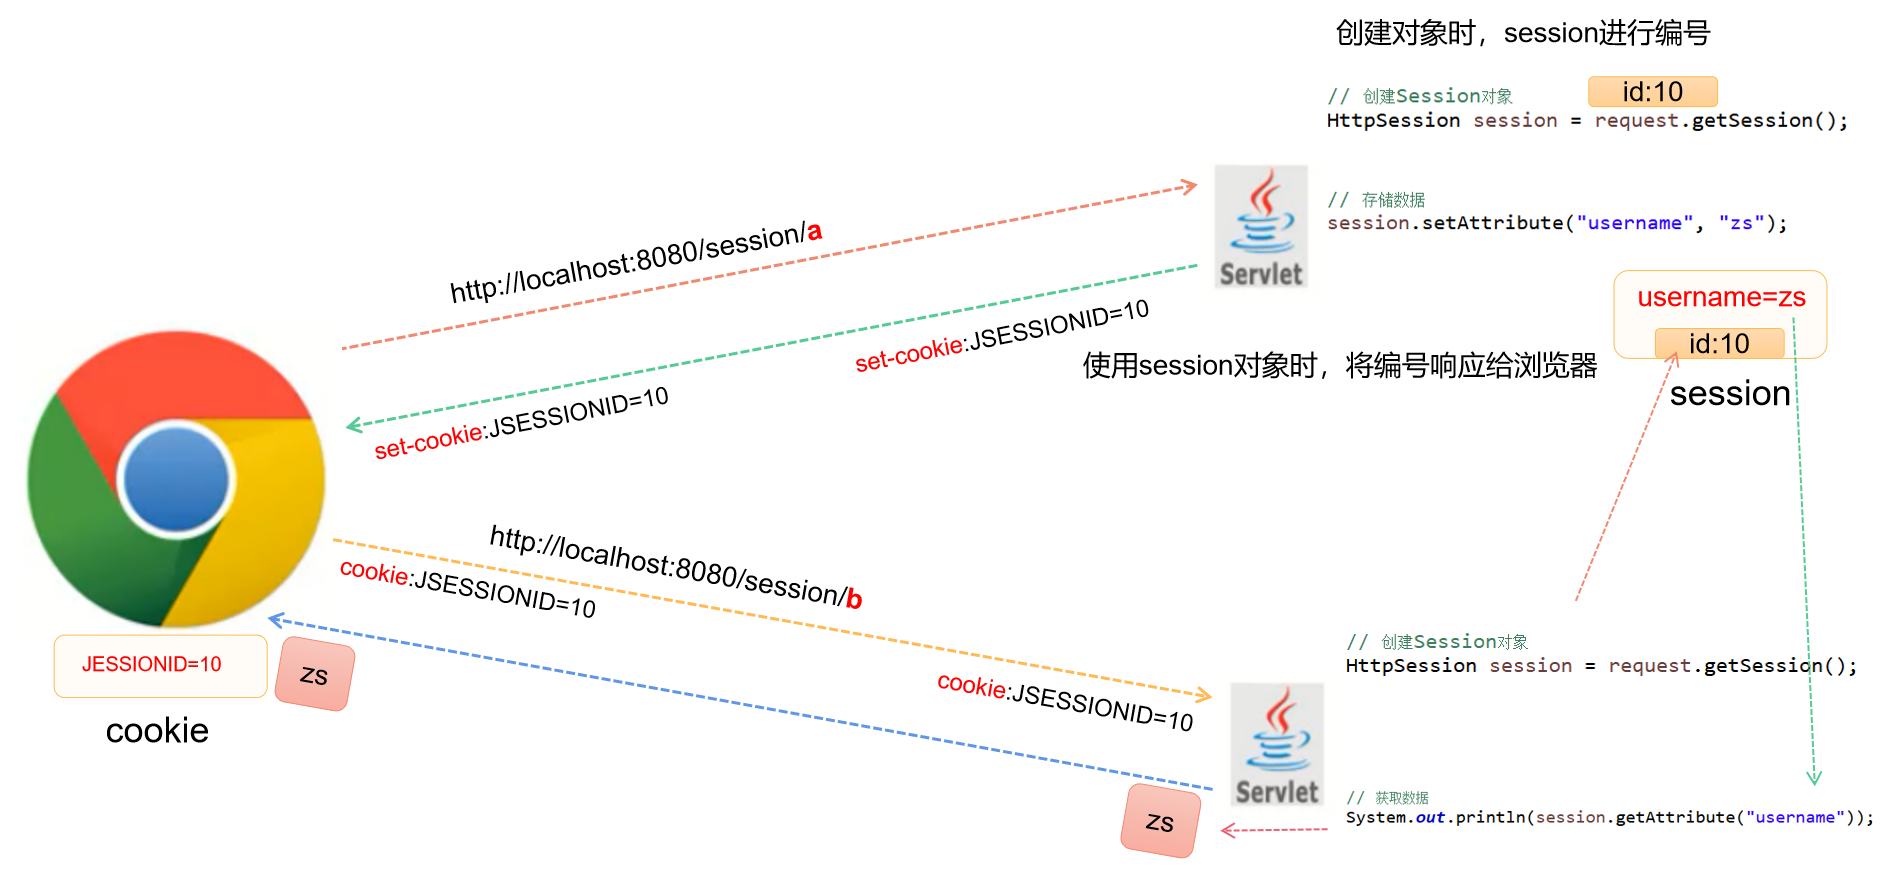 创建对象时，session进行编号
id:10
// 创建Session对象
HttpSession session = request.getSession();
// 存储数据
session.setAttribute("username", "zs");
Servlet
http://localhost:8080/session/a
username=zs
id:10
session
set-cookie:JSESSIONID=10
使用session对象时，将编号响应给浏览器
set-cookie:JSESSIONID=10
http://localhost:8080/session/b
cookie:JSESSIONID=10
JESSIONID=10
zs
cookie
cookie:JSESSIONID=10
// 创建Session对象
HttpSession session = request.getSession();
Servlet
zs
// 获取数据
System.out.println(session.getAttribute("username"));